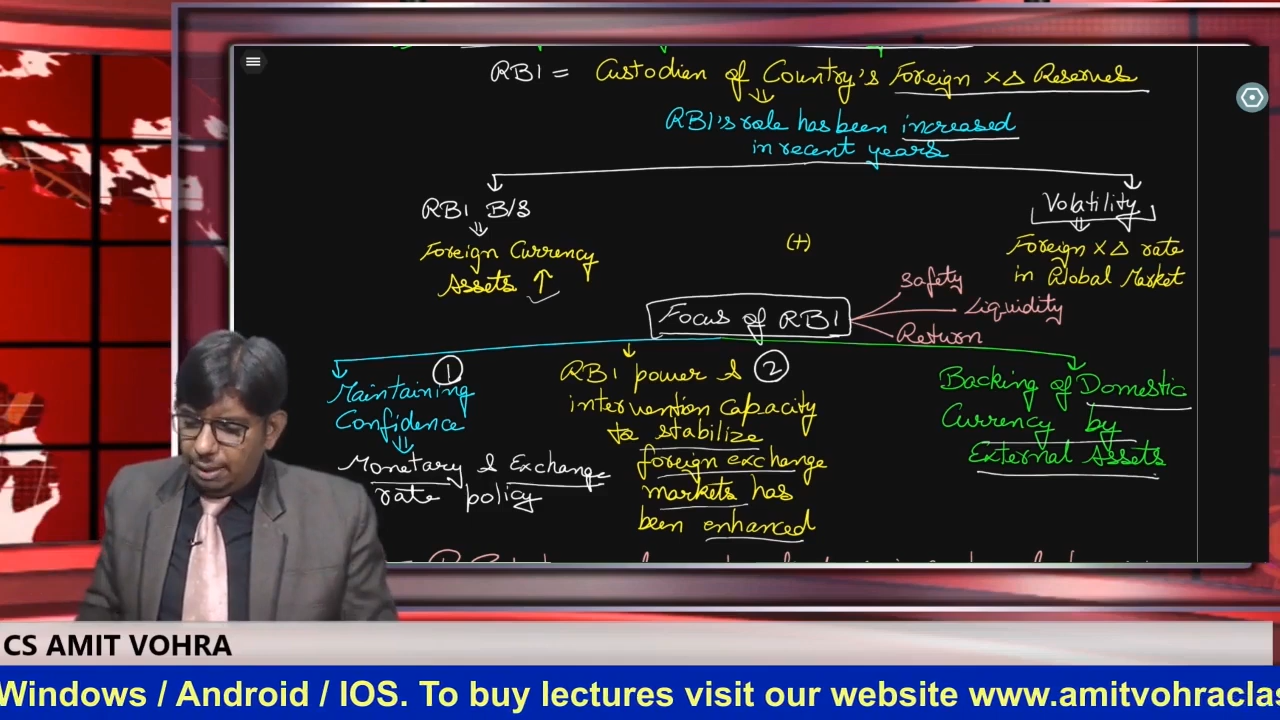 RBI = Custodian of Country's Foreign x∆ Reserves
RBI's role has been increased
in recent years
RBI B/S
Foreign Currency
Assets ↑
(+)
Volatility
Foreign x∆ rate
in Global Market
Focus of RBI
Safety
Liquidity
Return
① Maintaining
Confidence
Monetary & Exchange
rate policy
RBI power & ②
intervention capacity
to stabilize
foreign exchange
markets has
been enhanced
Backing of Domestic
Currency by
External Assets
CS AMIT VOHRA
Windows / Android / IOS. To buy lectures visit our website www.amitvohraclas